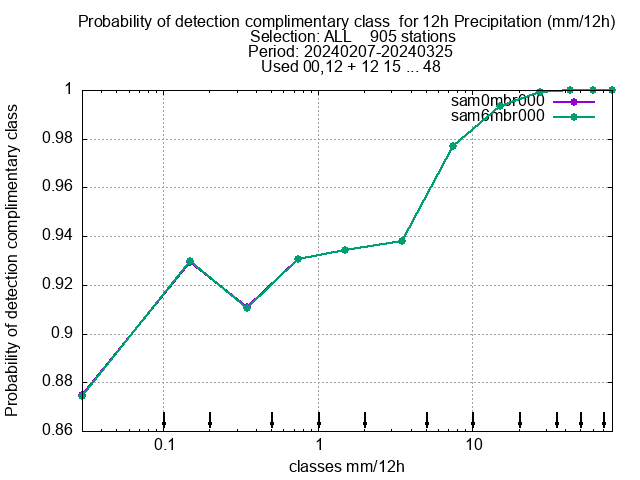 Probability of detection complimentary class  for 12h Precipitation (mm/12h)
Selection: ALL    905 stations
Period: 20240207-20240325
Used 00,12 + 12 15 ... 48
sam0mbr000
sam6mbr000
1
0.98
0.96
0.94
0.92
0.9
0.88
0.86
Probability of detection complimentary class
0.1 1 10
classes mm/12h